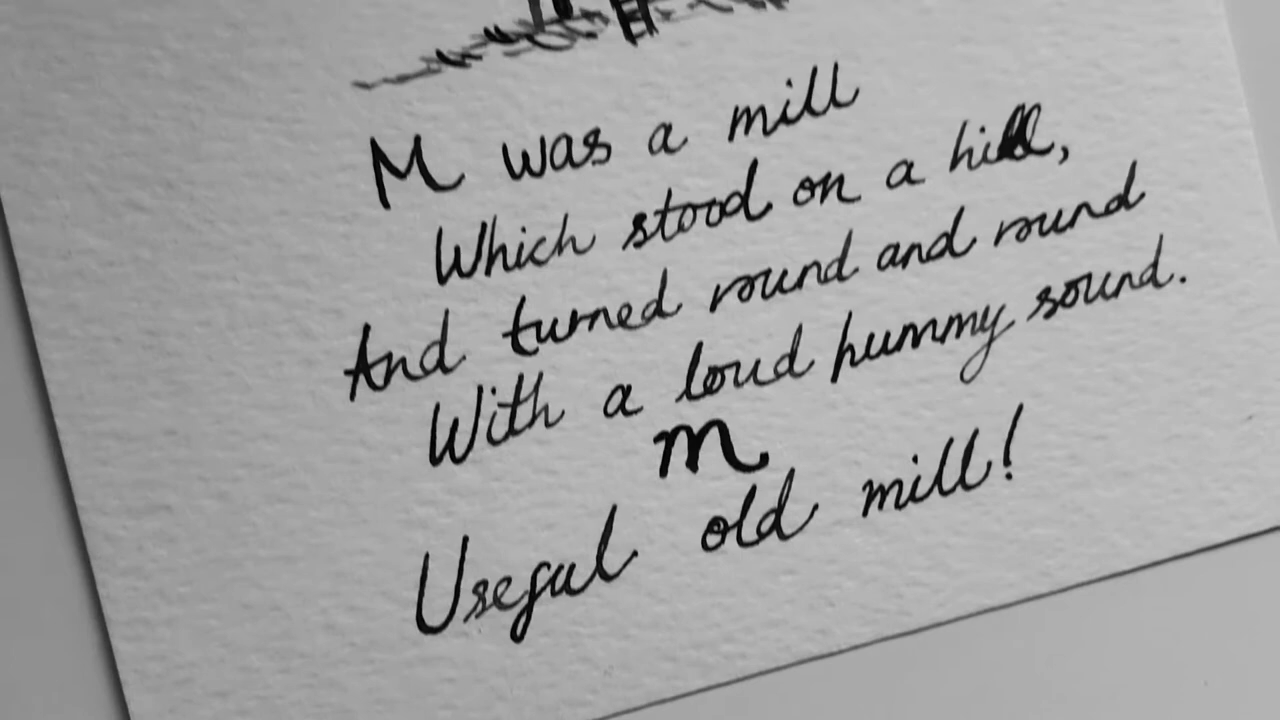 M was a mill
Which stood on a hill,
And turned round and round
With a loud hummy sound.
m
Useful old mill!